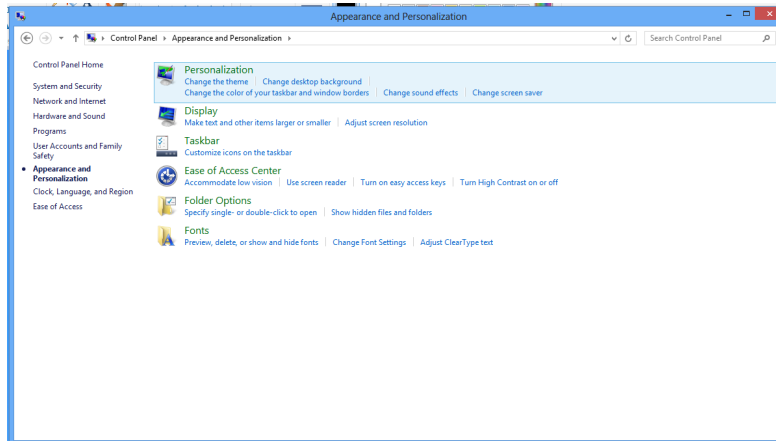 Appearance and Personalization
Control Panel Appearance and Personalization
Search Control Panel
Control Panel Home
System and Security
Network and Internet
Hardware and Sound
Programs
User Accounts and Family
Safety
Appearance and
Personalization
Clock, Language, and Region
Ease of Access
Personalization
Change the theme Change desktop background
Change the color of your taskbar and window borders Change sound effects Change screen saver
Display
Make text and other items larger or smaller Adjust screen resolution
Taskbar
Customize icons on the taskbar
Ease of Access Center
Accommodate low vision Use screen reader Turn on easy access keys Turn High Contrast on or off
Folder Options
Specify single- or double-click to open Show hidden files and folders
Fonts
Preview, delete, or show and hide fonts Change Font Settings Adjust ClearType text